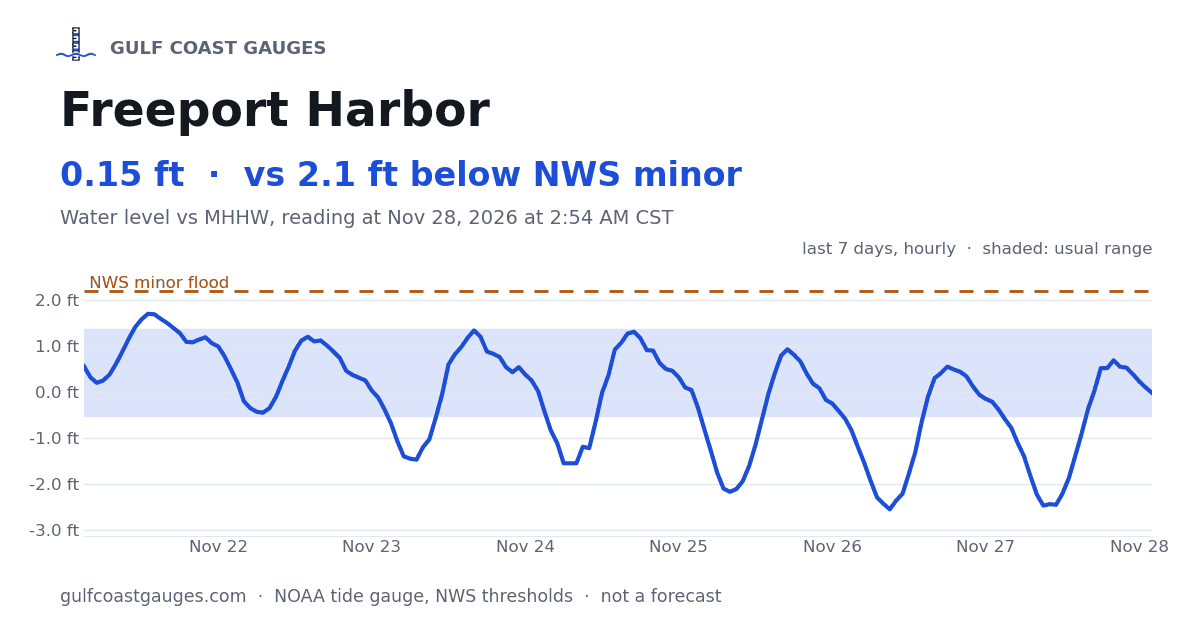 GULF COAST GAUGES
Freeport Harbor
0.15 ft · vs 2.1 ft below NWS minor
Water level vs MHHW, reading at Nov 28, 2026 at 2:54 AM CST
last 7 days, hourly · shaded: usual range
NWS minor flood
2.0 ft
1.0 ft
0.0 ft
-1.0 ft
-2.0 ft
-3.0 ft
Nov 22 Nov 23 Nov 24 Nov 25 Nov 26 Nov 27 Nov 28
gulfcoastgauges.com · NOAA tide gauge, NWS thresholds · not a forecast